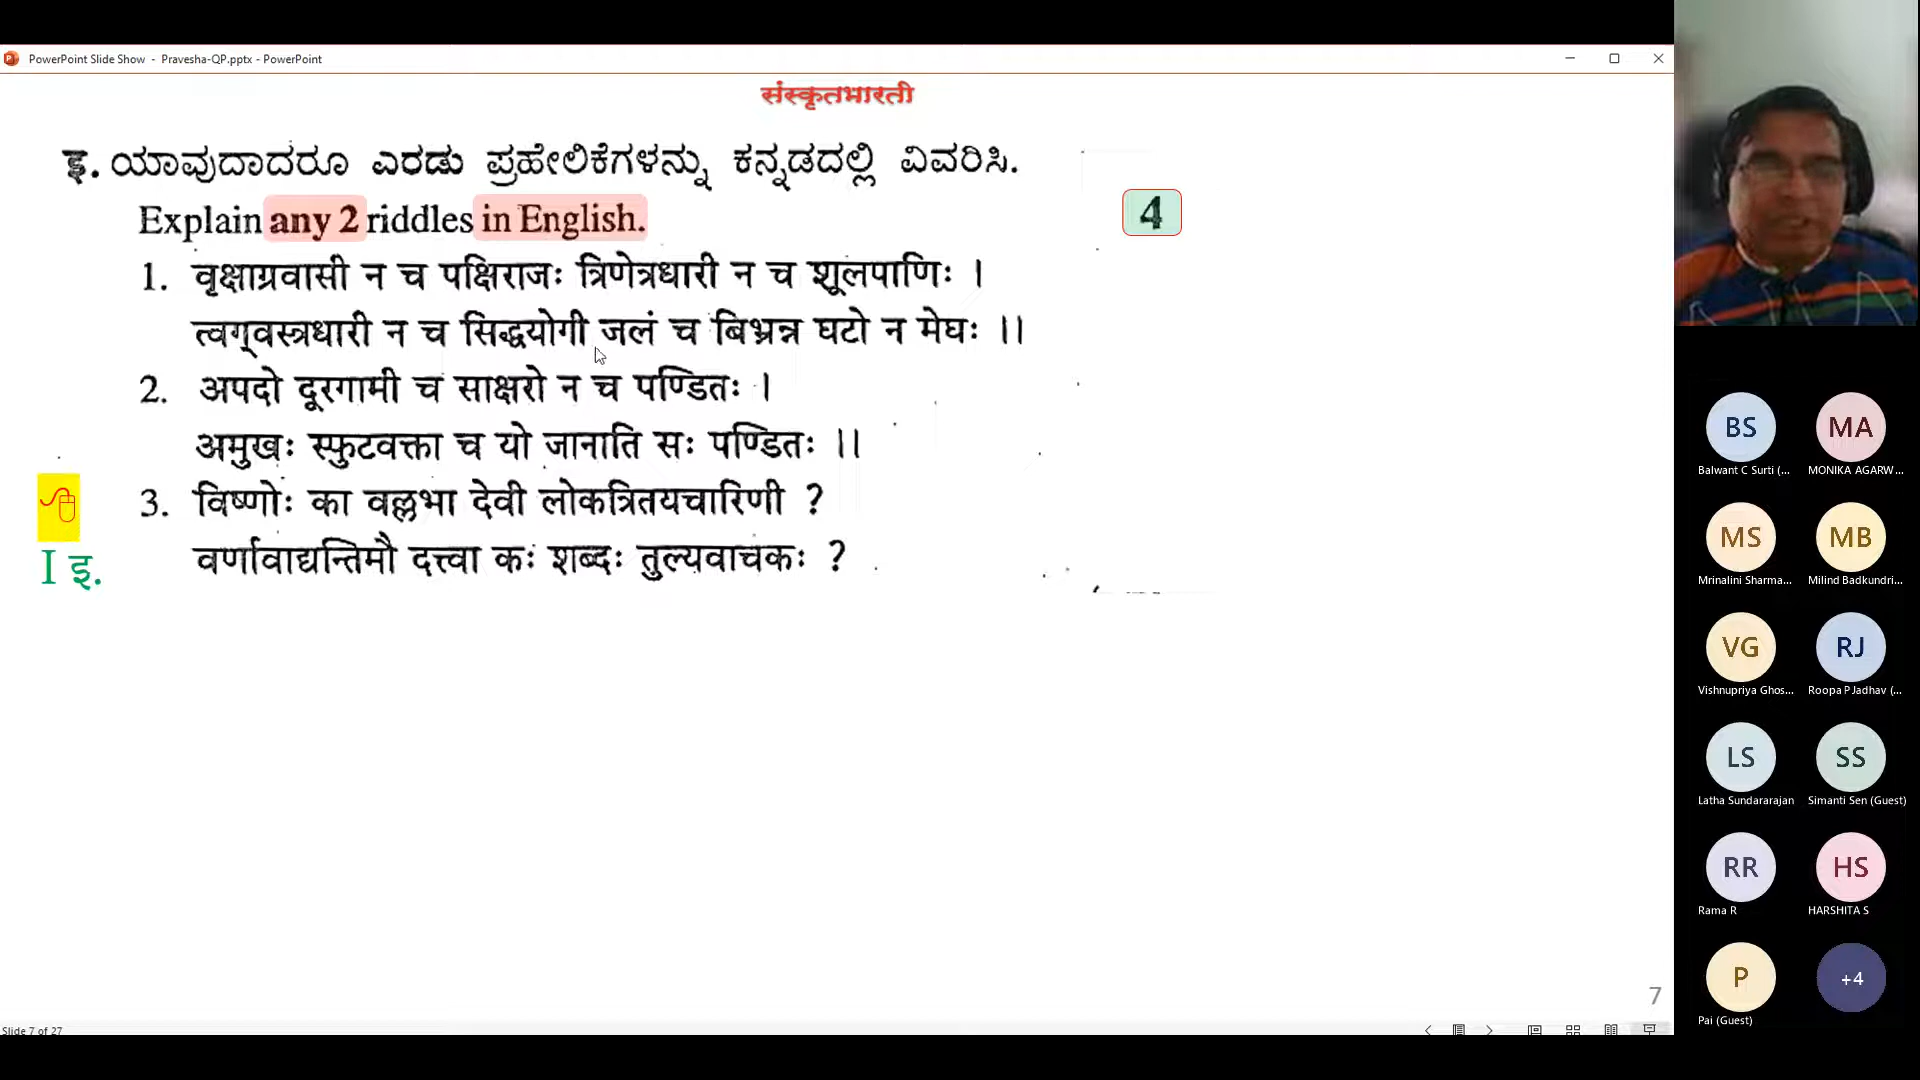 PowerPoint Slide Show - Pravesha-QP.pptx - PowerPoint
संस्कृतभारती
इ. ಯಾವುದಾದರೂ ಎರಡು ಪ್ರಹೇಲಿಕೆಗಳನ್ನು ಕನ್ನಡದಲ್ಲಿ ವಿವರಿಸಿ.
Explain any 2 riddles in English. 4
1. वृक्षाग्रवासी न च पक्षिराजः त्रिणेत्रधारी न च शूलपाणिः ।
त्वग्वस्त्रधारी न च सिद्धयोगी जलं च बिभ्रन्न घटो न मेघः ।।
2. अपदो दूरगामी च साक्षरो न च पण्डितः ।
अमुखः स्फुटवक्ता च यो जानाति सः पण्डितः ।।
3. विष्णोः का वल्लभा देवी लोकत्रितयचारिणी ?
वर्णावाद्यन्तिमौ दत्त्वा कः शब्दः तुल्यवाचकः ?
I इ.
7
Slide 7 of 27
BS MA
Balwant C Surti (... MONIKA AGARW...
MS MB
Mrinalini Sharma... Milind Badkundri...
VG RJ
Vishnupriya Ghos... Roopa P Jadhav (...
LS SS
Latha Sundararajan Simanti Sen (Guest)
RR HS
Rama R HARSHITA S
P +4
Pai (Guest)